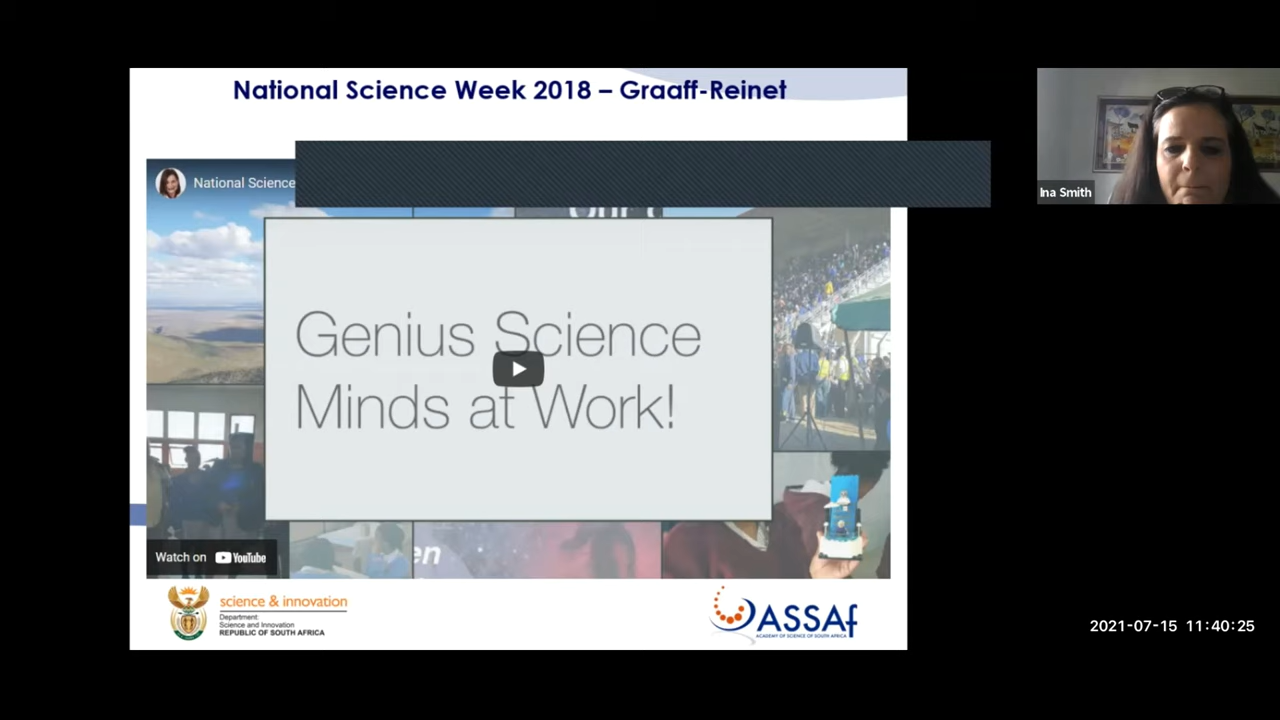 National Science Week 2018 – Graaff-Reinet
National Science
Genius Science
Minds at Work!
en
Watch on YouTube
science & innovation
Department:
Science and Innovation
REPUBLIC OF SOUTH AFRICA
ASSAf
ACADEMY OF SCIENCE OF SOUTH AFRICA
Ina Smith
2021-07-15 11:40:25